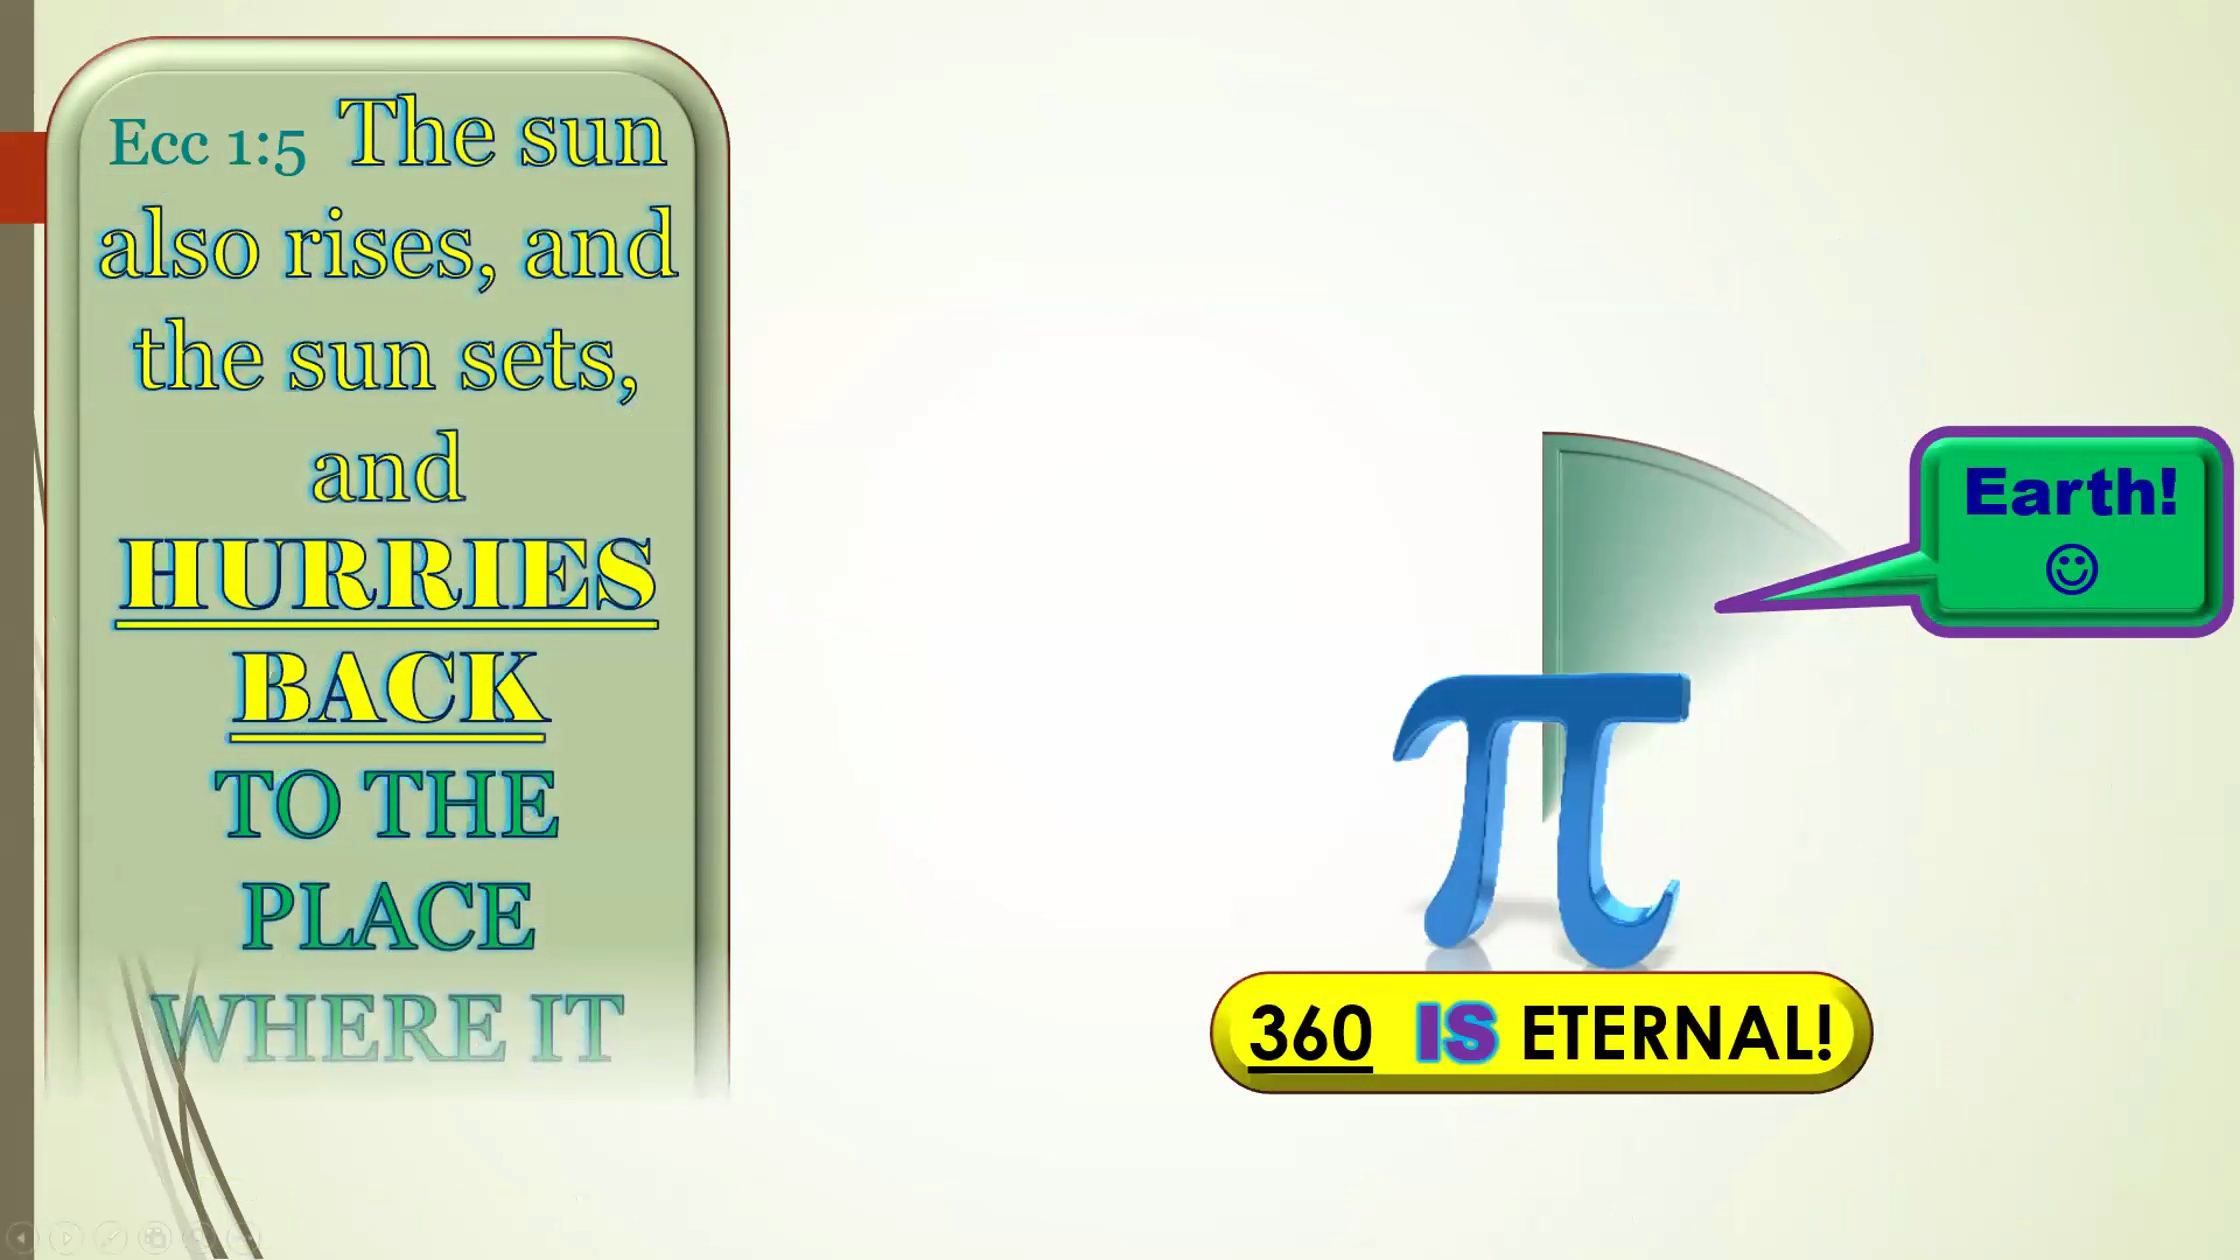 Ecc 1:5 The sun
also rises, and
the sun sets,
and
HURRIES
BACK
TO THE
PLACE
WHERE IT
Earth!
☺
π
360 IS ETERNAL!